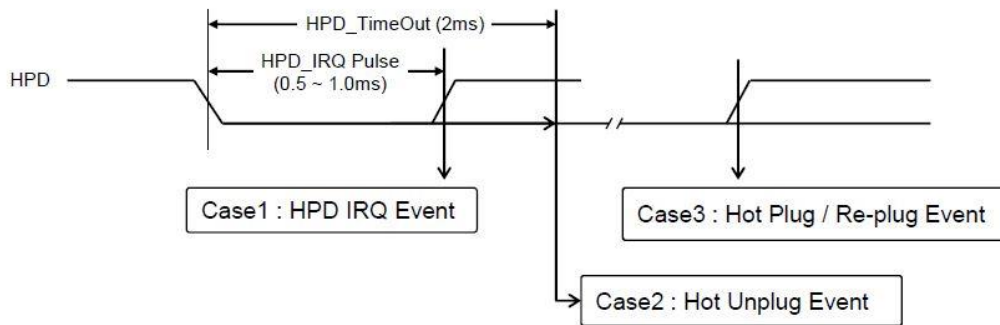 HPD_TimeOut (2ms)
HPD_IRQ Pulse
(0.5 ~ 1.0ms)
HPD
Case1 : HPD IRQ Event
Case3 : Hot Plug / Re-plug Event
Case2 : Hot Unplug Event